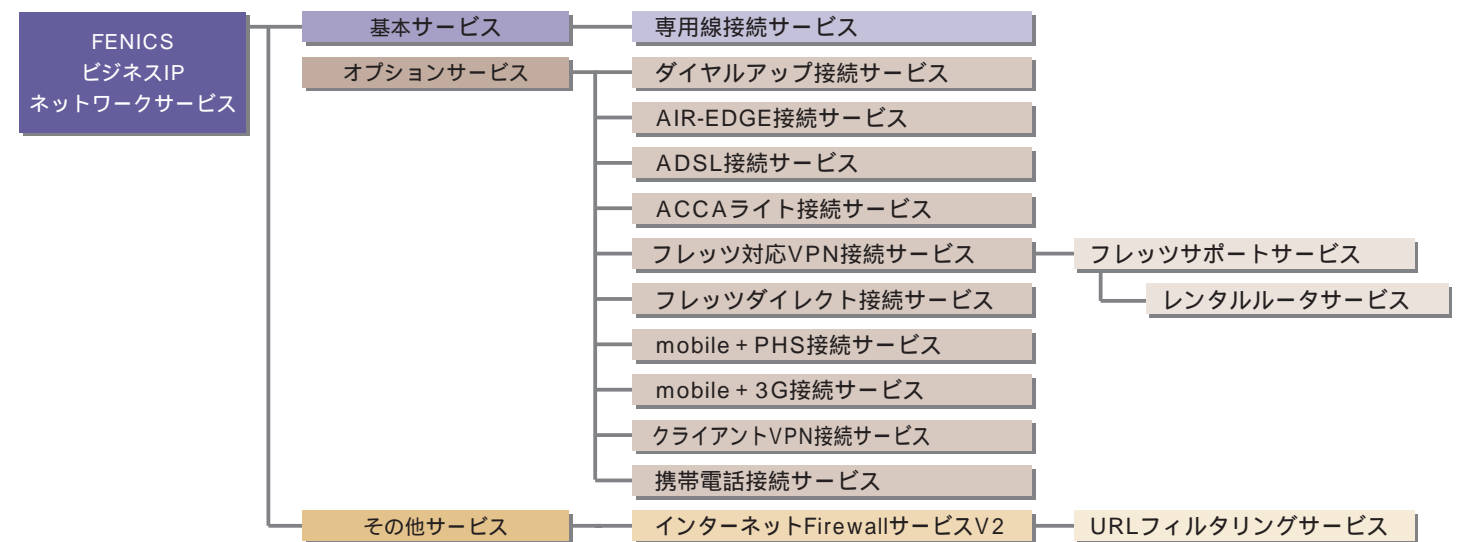 FENICS
ビジネスIP
ネットワークサービス
基本サービス
専用線接続サービス
オプションサービス
ダイヤルアップ接続サービス
AIR-EDGE接続サービス
ADSL接続サービス
ACCAライト接続サービス
フレッツ対応VPN接続サービス
フレッツサポートサービス
レンタルルータサービス
フレッツダイレクト接続サービス
mobile+PHS接続サービス
mobile+3G接続サービス
クライアントVPN接続サービス
携帯電話接続サービス
その他サービス
インターネットFirewallサービスV2
URLフィルタリングサービス